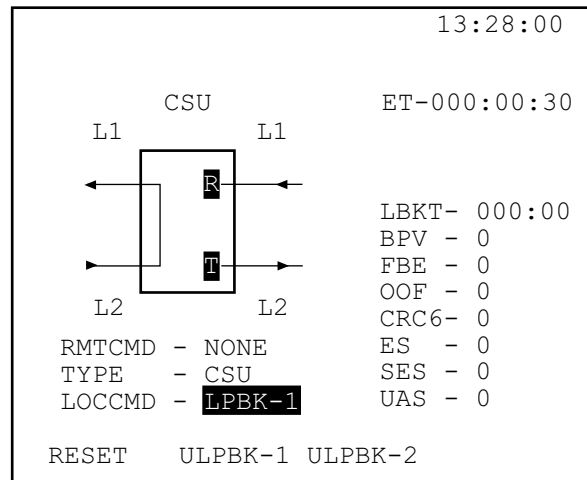 13:28:00
CSU ET-000:00:30
L1 L1
R
LBKT- 000:00
BPV - 0
T
FBE - 0
OOF - 0
L2 L2
CRC6- 0
RMTCMD - NONE
ES - 0
TYPE - CSU
SES - 0
LOCCMD - LPBK-1
UAS - 0
RESET ULPBK-1 ULPBK-2